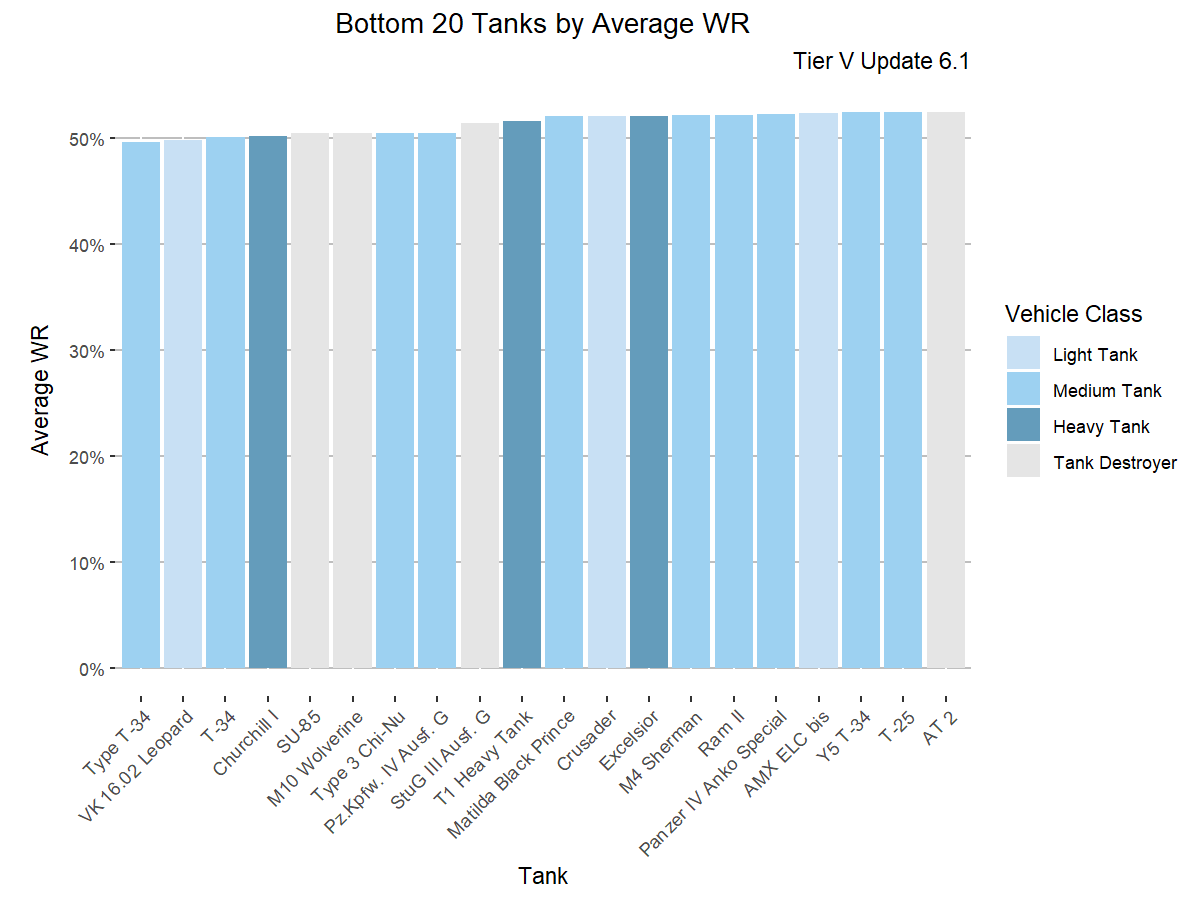 Bottom 20 Tanks by Average WR
Tier V Update 6.1
50%
40%
30%
20%
10%
0%
Average WR
Type T-34
VK 16.02 Leopard
T-34
Churchill I
SU-85
M10 Wolverine
Type 3 Chi-Nu
Pz.Kpfw. IV Ausf. G
StuG III Ausf. G
T1 Heavy Tank
Matilda Black Prince
Crusader
Excelsior
M4 Sherman
Ram II
Panzer IV Anko Special
AMX ELC bis
Y5 T-34
T-25
AT 2
Tank
Vehicle Class
Light Tank
Medium Tank
Heavy Tank
Tank Destroyer